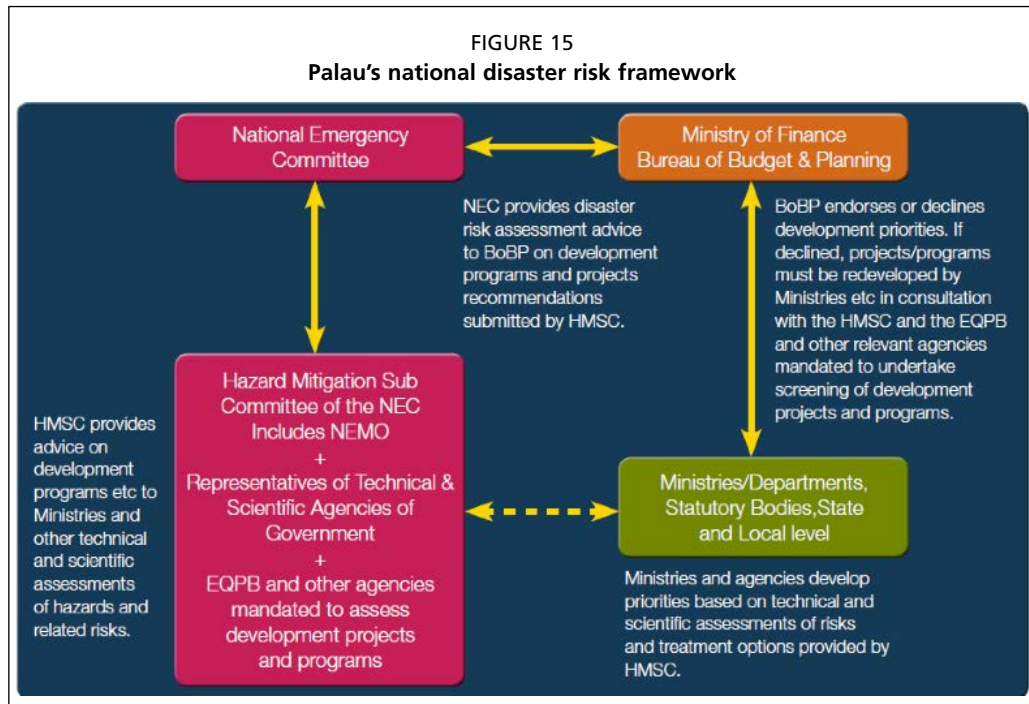 FIGURE 15
Palau's national disaster risk framework
National Emergency
Committee
Ministry of Finance
Bureau of Budget & Planning
NEC provides disaster
risk assessment advice
to BoBP on development
programs and projects
recommendations
submitted by HMSC.
BoBP endorses or declines
development priorities. If
declined, projects/programs
must be redeveloped by
Ministries etc in consultation
with the HMSC and the EQPB
and other relevant agencies
mandated to undertake
screening of development
projects and programs.
HMSC provides
advice on
development
programs etc to
Ministries and
other technical
and scientific
assessments
of hazards and
related risks.
Hazard Mitigation Sub
Committee of the NEC
Includes NEMO
+
Representatives of Technical &
Scientific Agencies of
Government
+
EQPB and other agencies
mandated to assess
development projects
and programs
Ministries/Departments,
Statutory Bodies,State
and Local level
Ministries and agencies develop
priorities based on technical and
scientific assessments of risks
and treatment options provided by
HMSC.